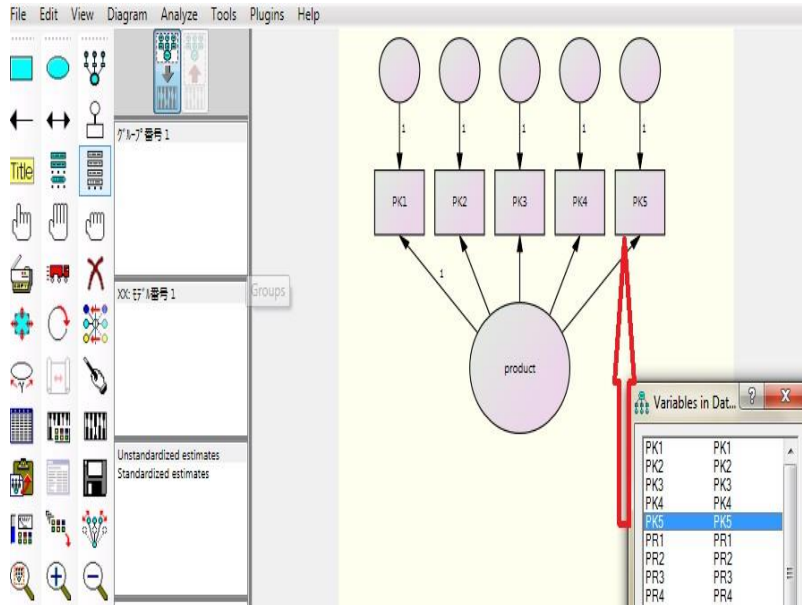 File Edit View Diagram Analyze Tools Plugins Help
Title
グループ番号 1
XX: モデル番号 1
Groups
Unstandardized estimates
Standardized estimates
1 1 1 1 1
PK1 PK2 PK3 PK4 PK5
1
product
Variables in Dat...
PK1 PK1
PK2 PK2
PK3 PK3
PK4 PK4
PK5 PK5
PR1 PR1
PR2 PR2
PR3 PR3
PR4 PR4